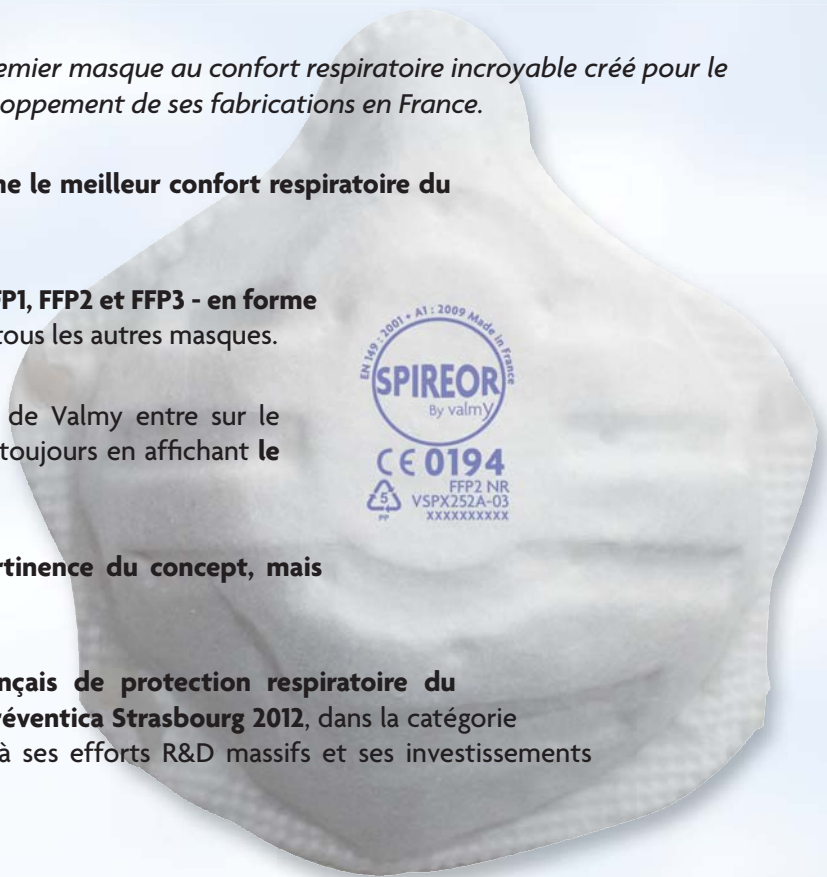 emier masque au confort respiratoire incroyable créé pour le
oppement de ses fabrications en France.
ne le meilleur confort respiratoire du
FP1, FFP2 et FFP3 - en forme
tous les autres masques.
de Valmy entre sur le
toujours en affichant le
rtinence du concept, mais
nçais de protection respiratoire du
réventica Strasbourg 2012, dans la catégorie
à ses efforts R&D massifs et ses investissements
EN 149 : 2001 + A1 : 2009 Made in France
SPIREOR
By valmy
CE 0194
FFP2 NR
5 VSPX252A-03
PP xxxxxxxxxx